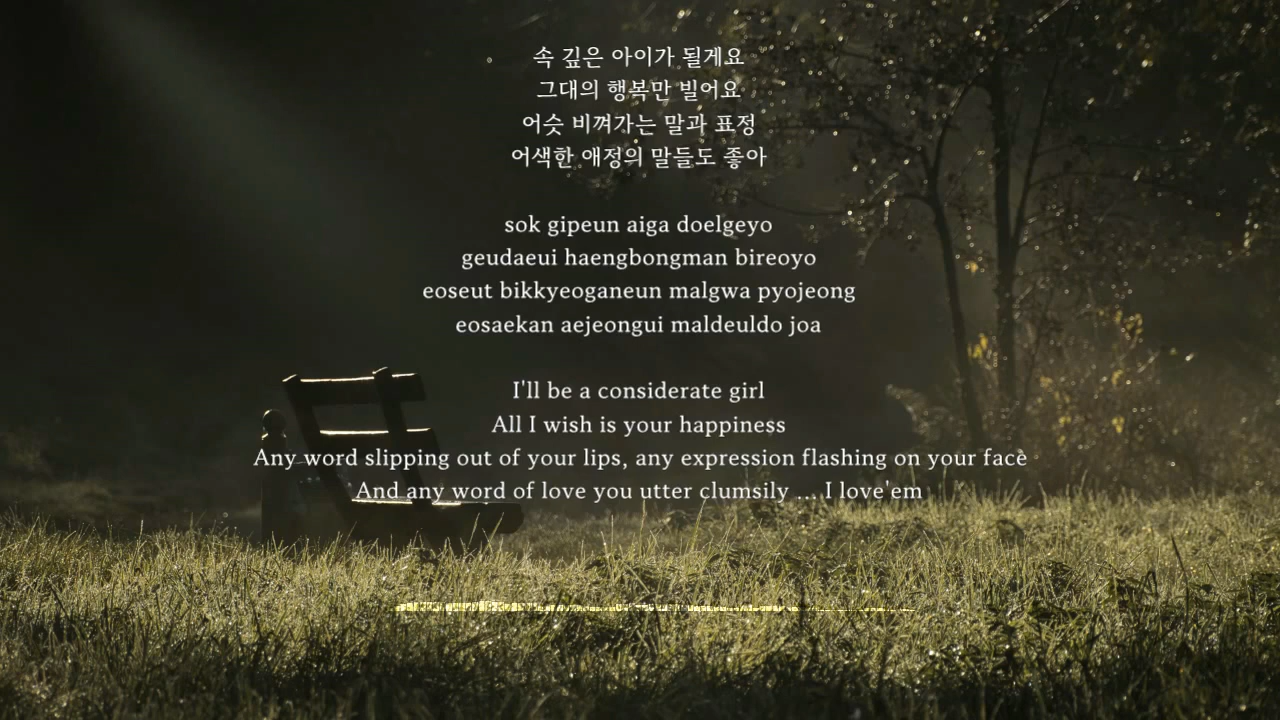 속 깊은 아이가 될게요
그대의 행복만 빌어요
어슷 비껴가는 말과 표정
어색한 애정의 말들도 좋아
sok gipeun aiga doelgeyo
geudaeui haengbongman bireoyo
eoseut bikkyeoganeun malgwa pyojeong
eosaekan aejeongui maldeuldo joa
I'll be a considerate girl
All I wish is your happiness
Any word slipping out of your lips, any expression flashing on your face
And any word of love you utter clumsily ....I love'em